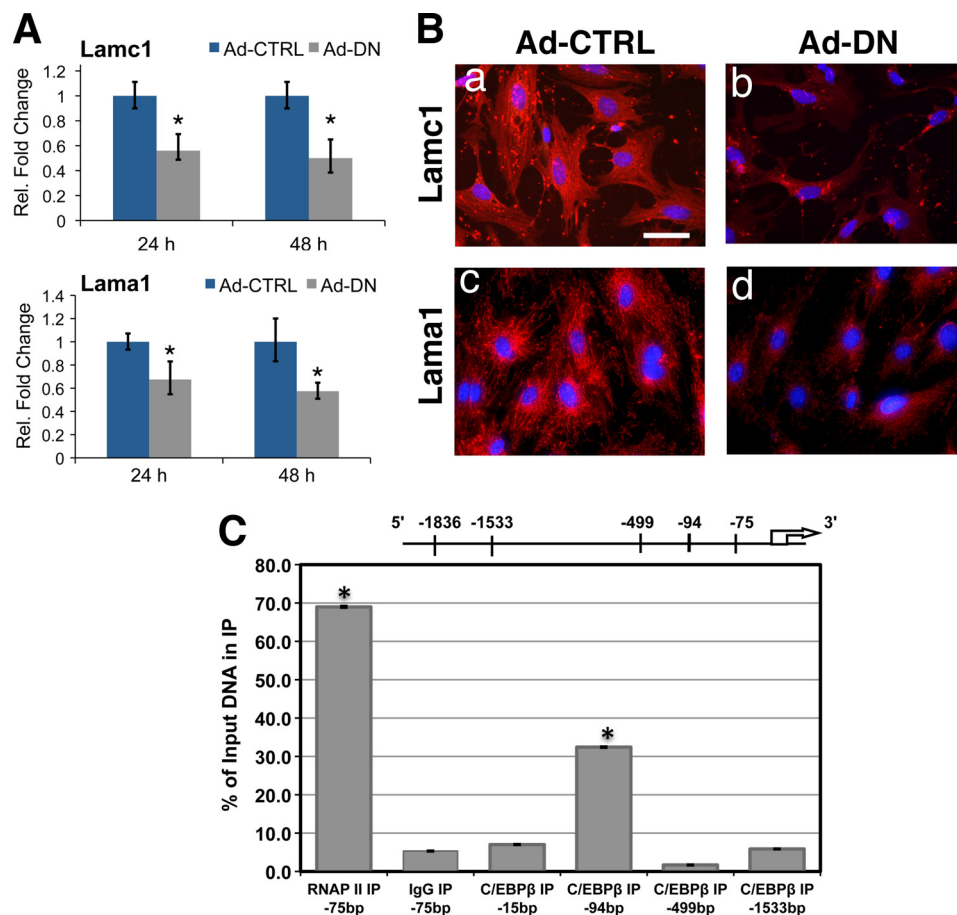 A
Lamc1
Ad-CTRL Ad-DN
Rel. Fold Change
1.2
1
0.8
0.6
0.4
0.2
0
*
*
24 h 48 h
Lama1
Ad-CTRL Ad-DN
Rel. Fold Change
1.4
1.2
1
0.8
0.6
0.4
0.2
0
*
*
24 h 48 h
B
Ad-CTRL Ad-DN
Lamc1
a b
Lama1
c d
C
5' -1836 -1533 -499 -94 -75 3'
% of Input DNA in IP
80.0
70.0
60.0
50.0
40.0
30.0
20.0
10.0
0.0
*
*
RNAP II IP IgG IP C/EBPβ IP C/EBPβ IP C/EBPβ IP C/EBPβ IP
-75bp -75bp -15bp -94bp -499bp -1533bp